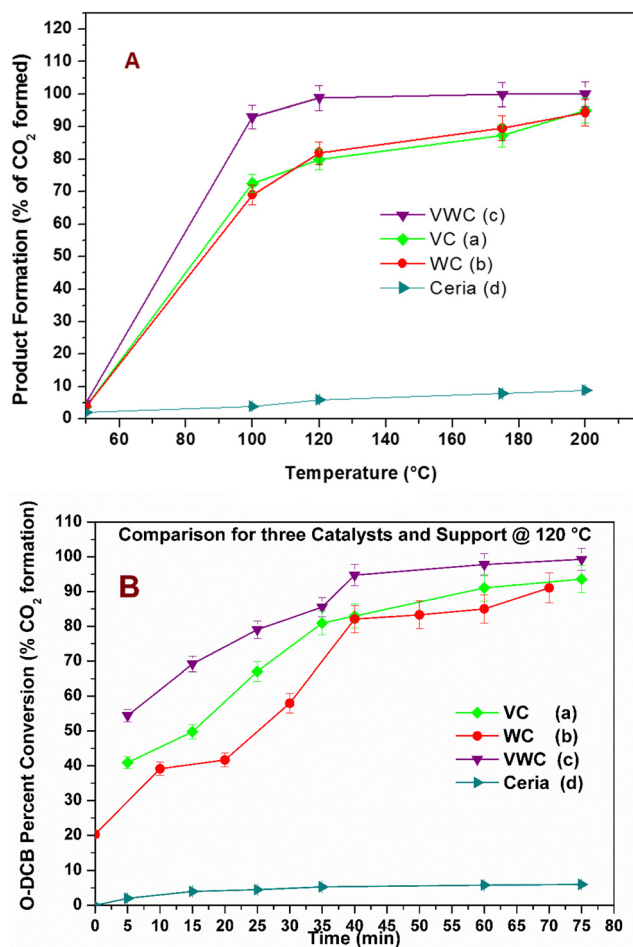 A
Product Formation (% of CO₂ formed)
120
110
100
90
80
70
60
50
40
30
20
10
0
VWC (c)
VC (a)
WC (b)
Ceria (d)
60 80 100 120 140 160 180 200
Temperature (°C)
Comparison for three Catalysts and Support @ 120 °C
B
O-DCB Percent Conversion (% CO₂ formation)
110
100
90
80
70
60
50
40
30
20
10
0
VC (a)
WC (b)
VWC (c)
Ceria (d)
0 5 10 15 20 25 30 35 40 45 50 55 60 65 70 75 80
Time (min)